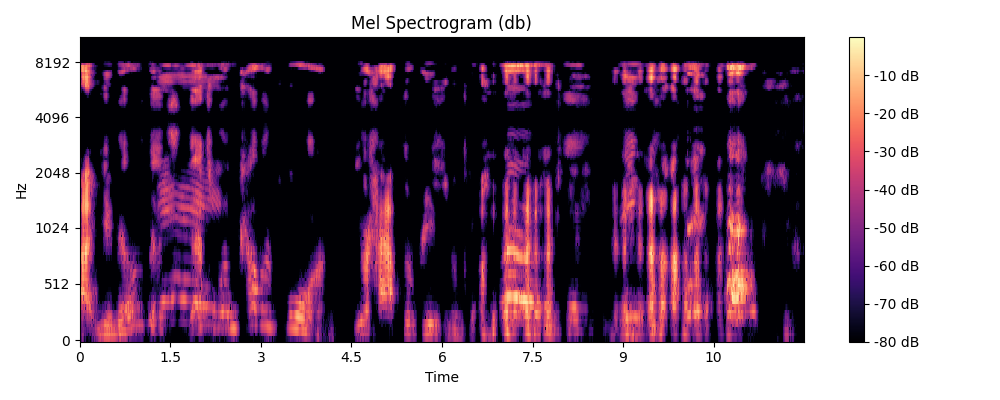 Mel Spectrogram (db)
8192
4096
2048
1024
512
0
Hz
0 1.5 3 4.5 6 7.5 9 10
Time
-10 dB
-20 dB
-30 dB
-40 dB
-50 dB
-60 dB
-70 dB
-80 dB